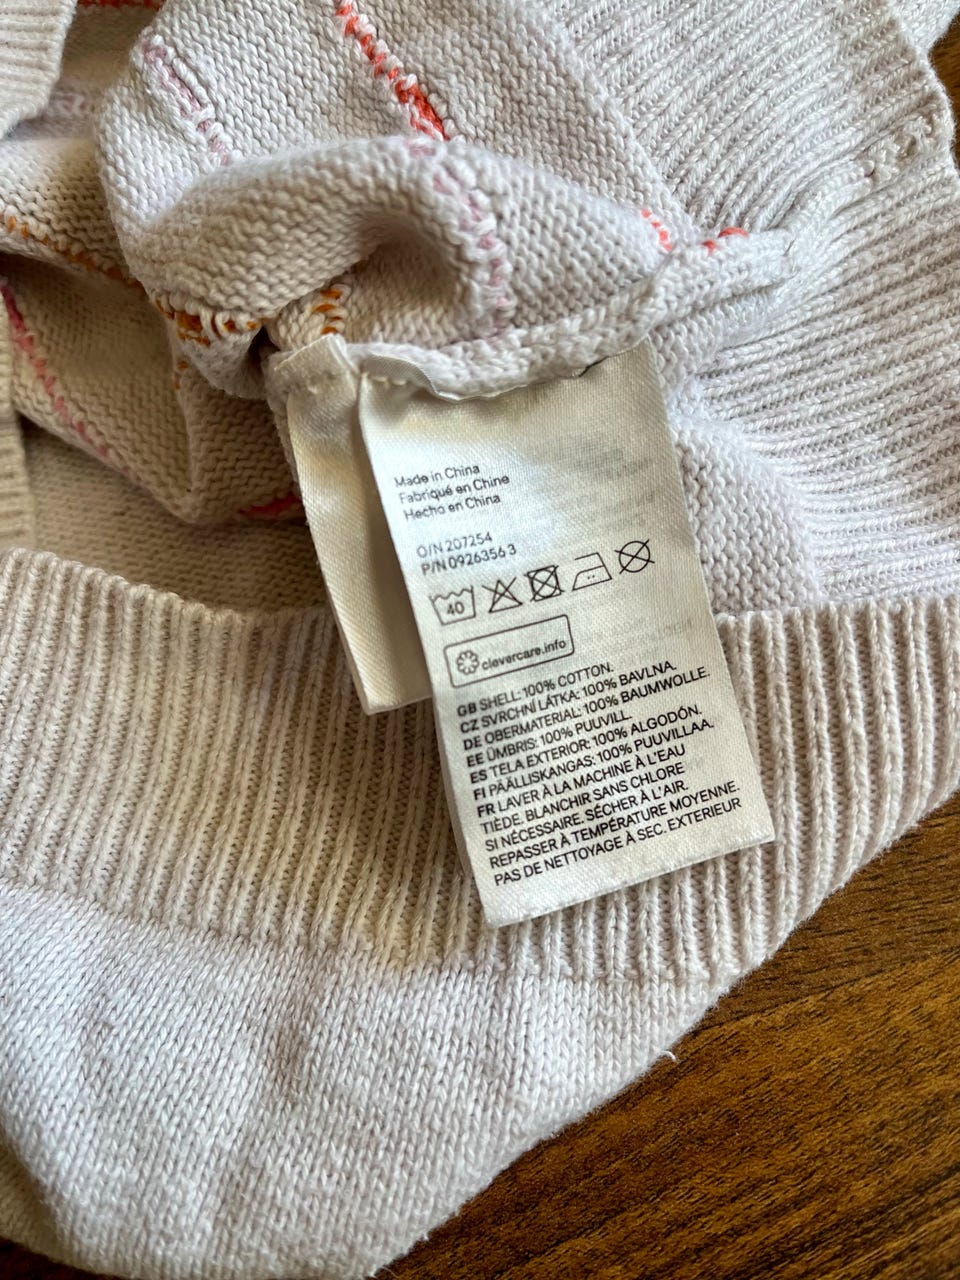 Made in China
Fabriqué en Chine
Hecho en China
O/N 207254
P/N 0926356 3
40
clevercare.info
GB SHELL: 100% COTTON.
CZ SVRCHNÍ LÁTKA: 100% BAVLNA.
DE OBERMATERIAL: 100% BAUMWOLLE.
EE ÜMBRIS: 100% PUUVILL.
ES TELA EXTERIOR: 100% ALGODÓN.
FI PÄÄLLISKANGAS: 100% PUUVILLAA.
FR LAVER À LA MACHINE À L'EAU
TIÈDE. BLANCHIR SANS CHLORE
SI NÉCESSAIRE. SÉCHER À L'AIR.
REPASSER À TEMPÉRATURE MOYENNE.
PAS DE NETTOYAGE À SEC. EXTERIEUR